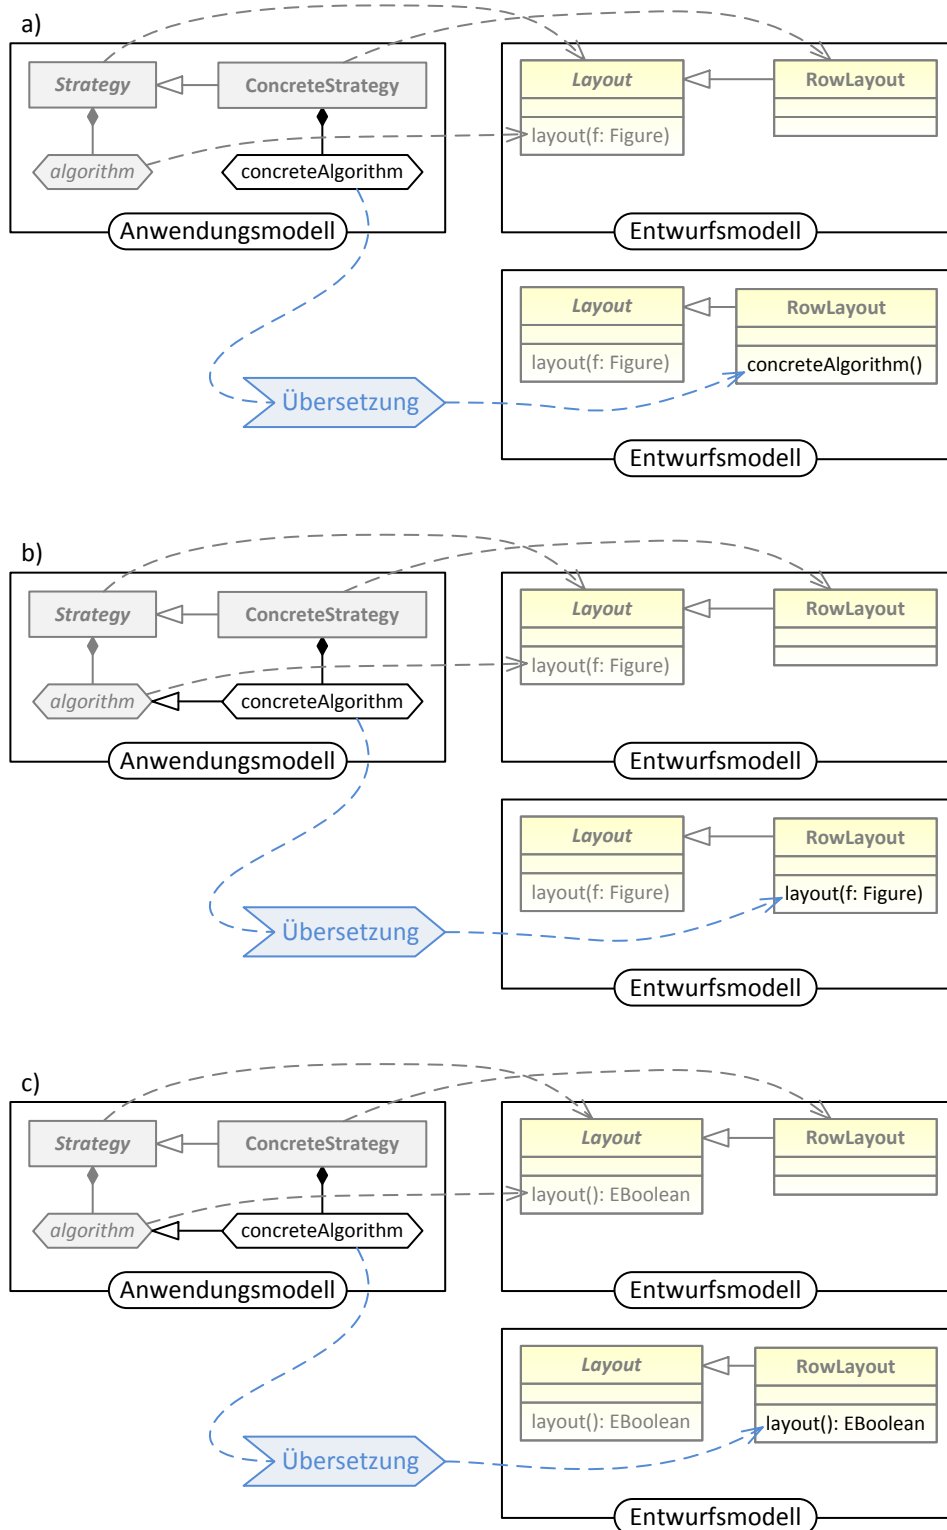 a)
Strategy
ConcreteStrategy
algorithm
concreteAlgorithm
Anwendungsmodell
Layout
layout(f: Figure)
RowLayout
Entwurfsmodell
Layout
layout(f: Figure)
RowLayout
concreteAlgorithm()
Übersetzung
Entwurfsmodell
b)
Strategy
ConcreteStrategy
algorithm
concreteAlgorithm
Anwendungsmodell
Layout
layout(f: Figure)
RowLayout
Entwurfsmodell
Layout
layout(f: Figure)
RowLayout
layout(f: Figure)
Übersetzung
Entwurfsmodell
c)
Strategy
ConcreteStrategy
algorithm
concreteAlgorithm
Anwendungsmodell
Layout
layout(): EBoolean
RowLayout
Entwurfsmodell
Layout
layout(): EBoolean
RowLayout
layout(): EBoolean
Übersetzung
Entwurfsmodell